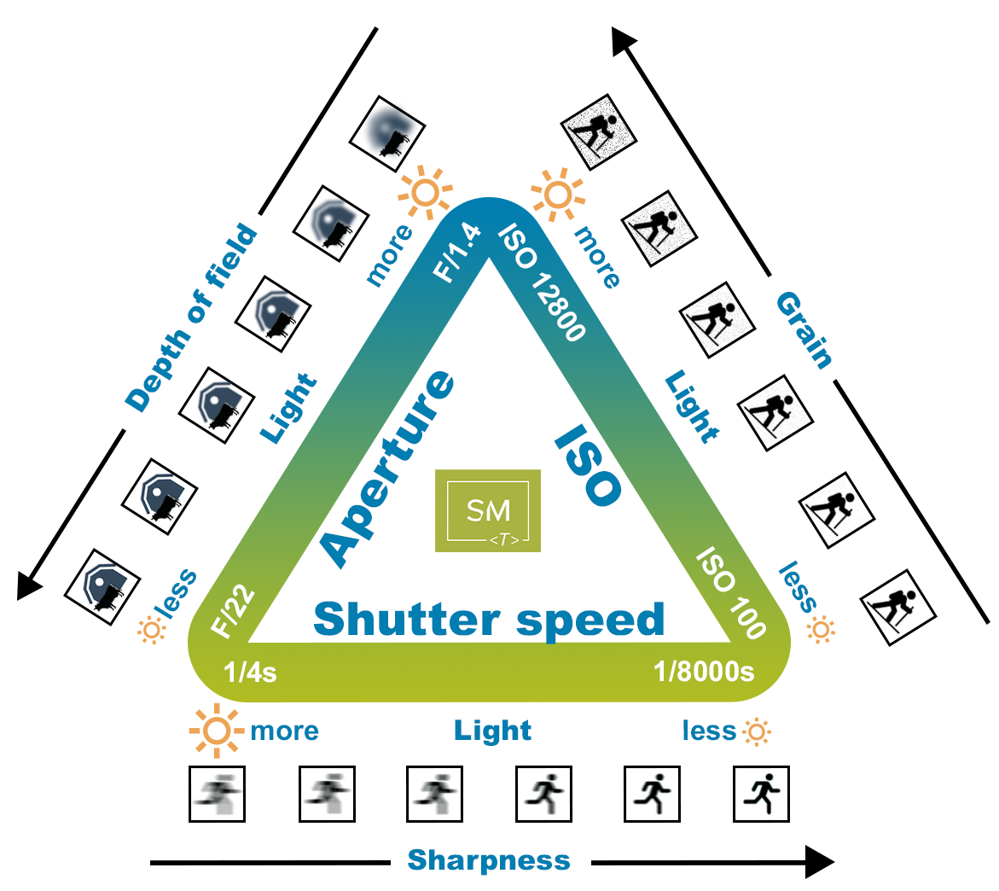 more
F/1.4
ISO 12800
more
Depth of field
Grain
Light
Light
Aperture
ISO
SM
<T>
less
F/22
ISO 100
less
Shutter speed
1/4s
1/8000s
more
Light
less
Sharpness